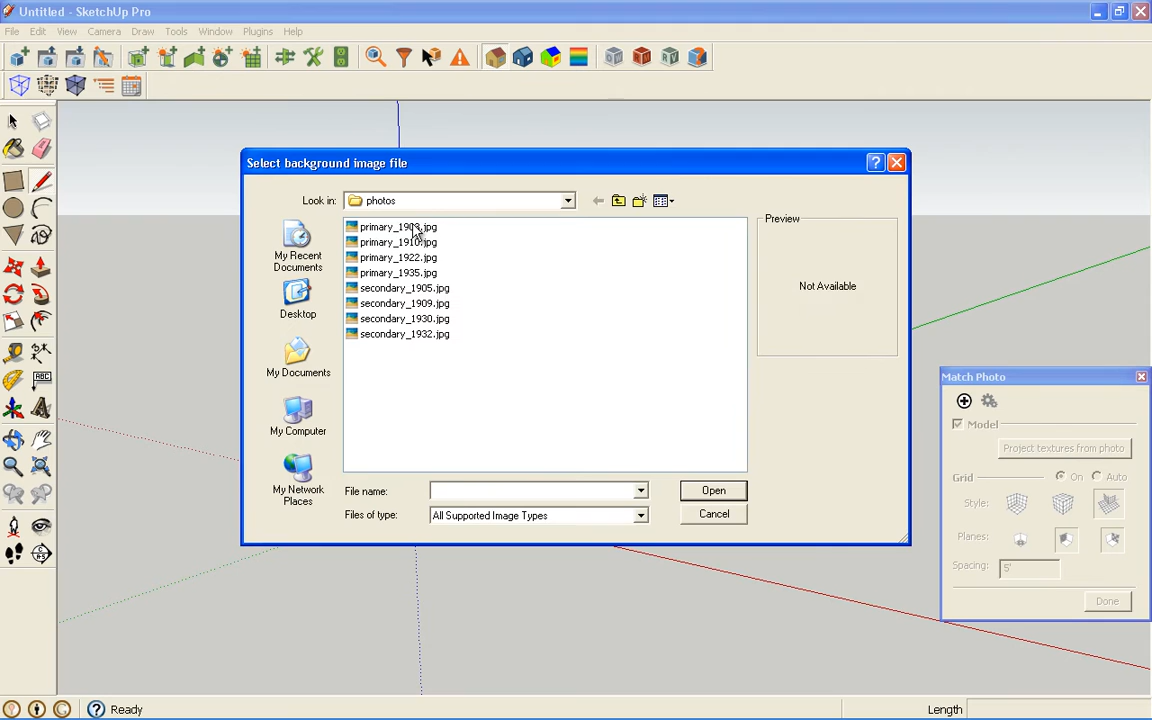 Untitled - SketchUp Pro
File Edit View Camera Draw Tools Window Plugins Help
Select background image file
Look in: photos
My Recent Documents
Desktop
My Documents
My Computer
My Network Places
primary_1910.jpg
primary_1922.jpg
primary_1935.jpg
secondary_1905.jpg
secondary_1909.jpg
secondary_1930.jpg
secondary_1932.jpg
Preview
Not Available
File name:
Open
Files of type: All Supported Image Types
Cancel
Match Photo
Model
Project textures from photo
Grid On Auto
Style:
Planes:
Spacing: 5'
Done
Ready
Length